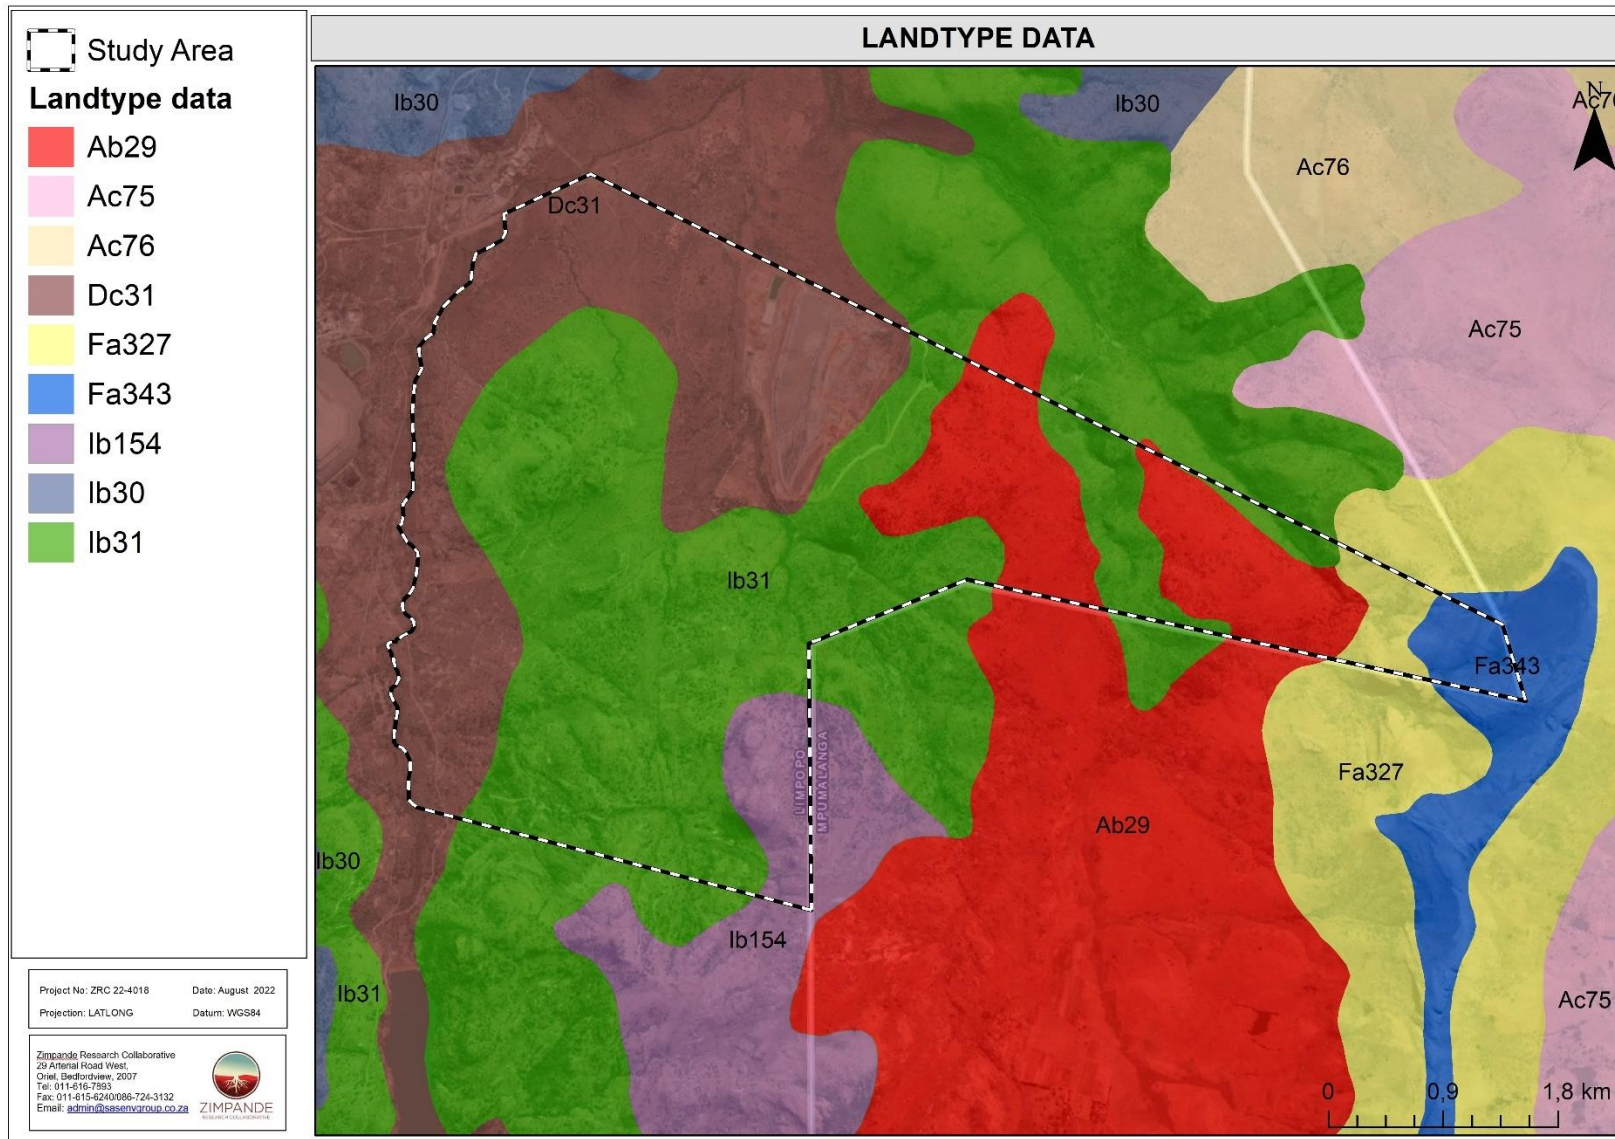 LANDTYPE DATA
Study Area
Landtype data
Ab29
Ac75
Ac76
Dc31
Fa327
Fa343
Ib154
Ib30
Ib31
Ib30
Ib30
Ac76
N
Ac76
Dc31
Ac75
Ib31
Fa343
LIMPOPO
MPUMALANGA
Fa327
Ab29
Ib30
Ib154
Ib31
Ac75
0 0,9 1,8 km
Project No: ZRC 22-4018 Date: August 2022
Projection: LATLONG Datum: WGS84
Zimpande Research Collaborative
29 Arterial Road West,
Oriel, Bedfordview, 2007
Tel: 011-616-7893
Fax: 011-615-6240/086-724-3132
Email: admin@sasenvgroup.co.za
ZIMPANDE
RESEARCH COLLABORATIVE